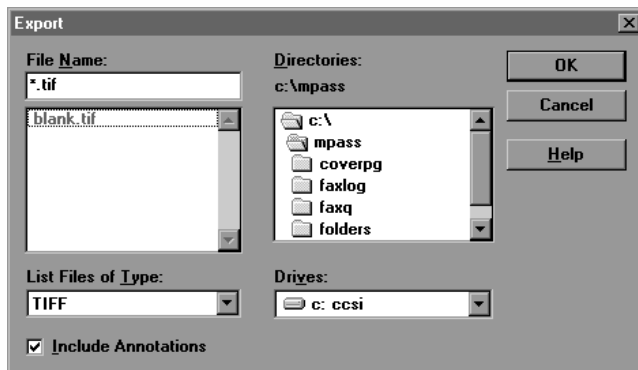 Export
File Name:
*.tif
blank.tif
List Files of Type:
TIFF
Include Annotations
Directories:
c:\mpass
c:\
mpass
coverpg
faxlog
faxq
folders
Drives:
c: ccsi
OK
Cancel
Help